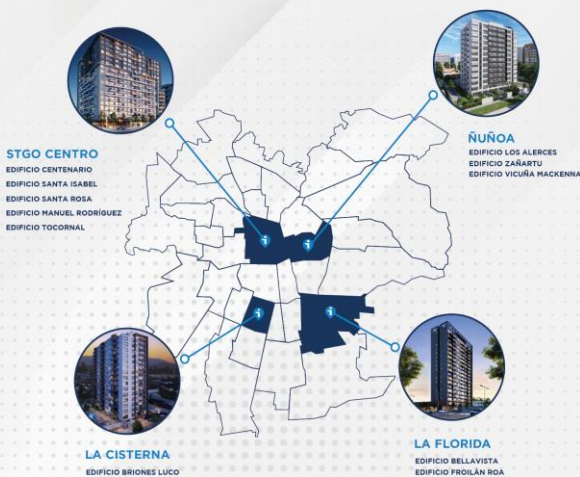 STGO CENTRO
EDIFICIO CENTENARIO
EDIFICIO SANTA ISABEL
EDIFICIO SANTA ROSA
EDIFICIO MANUEL RODRÍGUEZ
EDIFICIO TOCORNAL
ÑUÑOA
EDIFICIO LOS ALERCES
EDIFICIO ZAÑARTU
EDIFICIO VICUÑA MACKENNA
LA CISTERNA
EDIFICIO BRIONES LUCO
LA FLORIDA
EDIFICIO BELLAVISTA
EDIFICIO FROILÁN ROA